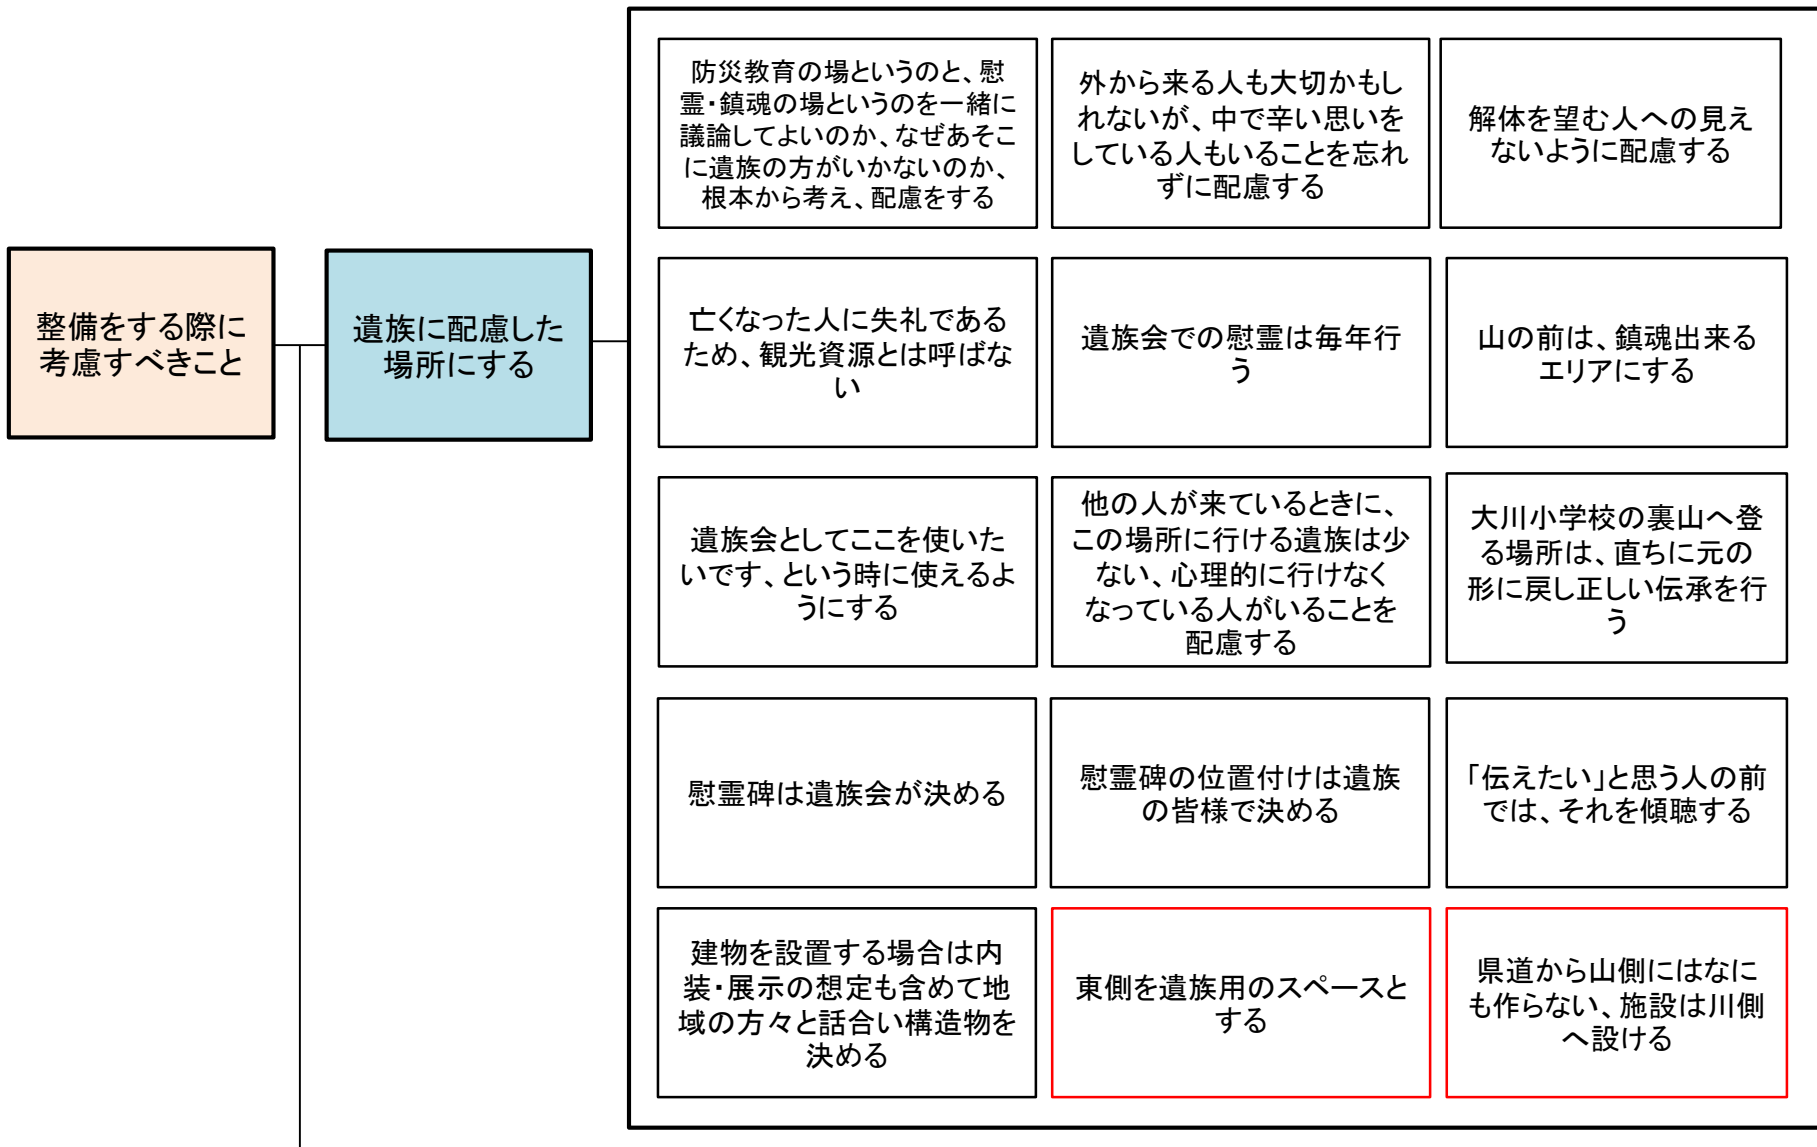 整備をする際に
考慮すべきこと
遺族に配慮した
場所にする
防災教育の場というのと、慰
霊・鎮魂の場というのを一緒に
議論してよいのか、なぜあそこ
に遺族の方がいかないのか、
根本から考え、配慮をする
外から来る人も大切かもし
れないが、中で辛い思いを
している人もいることを忘れ
ずに配慮する
解体を望む人への見え
ないように配慮する
亡くなった人に失礼である
ため、観光資源とは呼ばな
い
遺族会での慰霊は毎年行
う
山の前は、鎮魂出来る
エリアにする
遺族会としてここを使いた
いです、という時に使えるよ
うにする
他の人が来ているときに、
この場所に行ける遺族は少
ない、心理的に行けなく
なっている人がいることを
配慮する
大川小学校の裏山へ登
る場所は、直ちに元の
形に戻し正しい伝承を行
う
慰霊碑は遺族会が決める
慰霊碑の位置付けは遺族
の皆様で決める
「伝えたい」と思う人の前
では、それを傾聴する
建物を設置する場合は内
装・展示の想定も含めて地
域の方々と話合い構造物を
決める
東側を遺族用のスペースと
する
県道から山側にはなに
も作らない、施設は川側
へ設ける